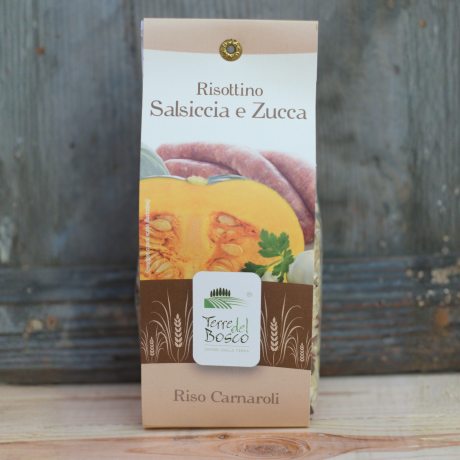 Risottino
Salsiccia e Zucca
Terre del
Bosco
Riso Carnaroli